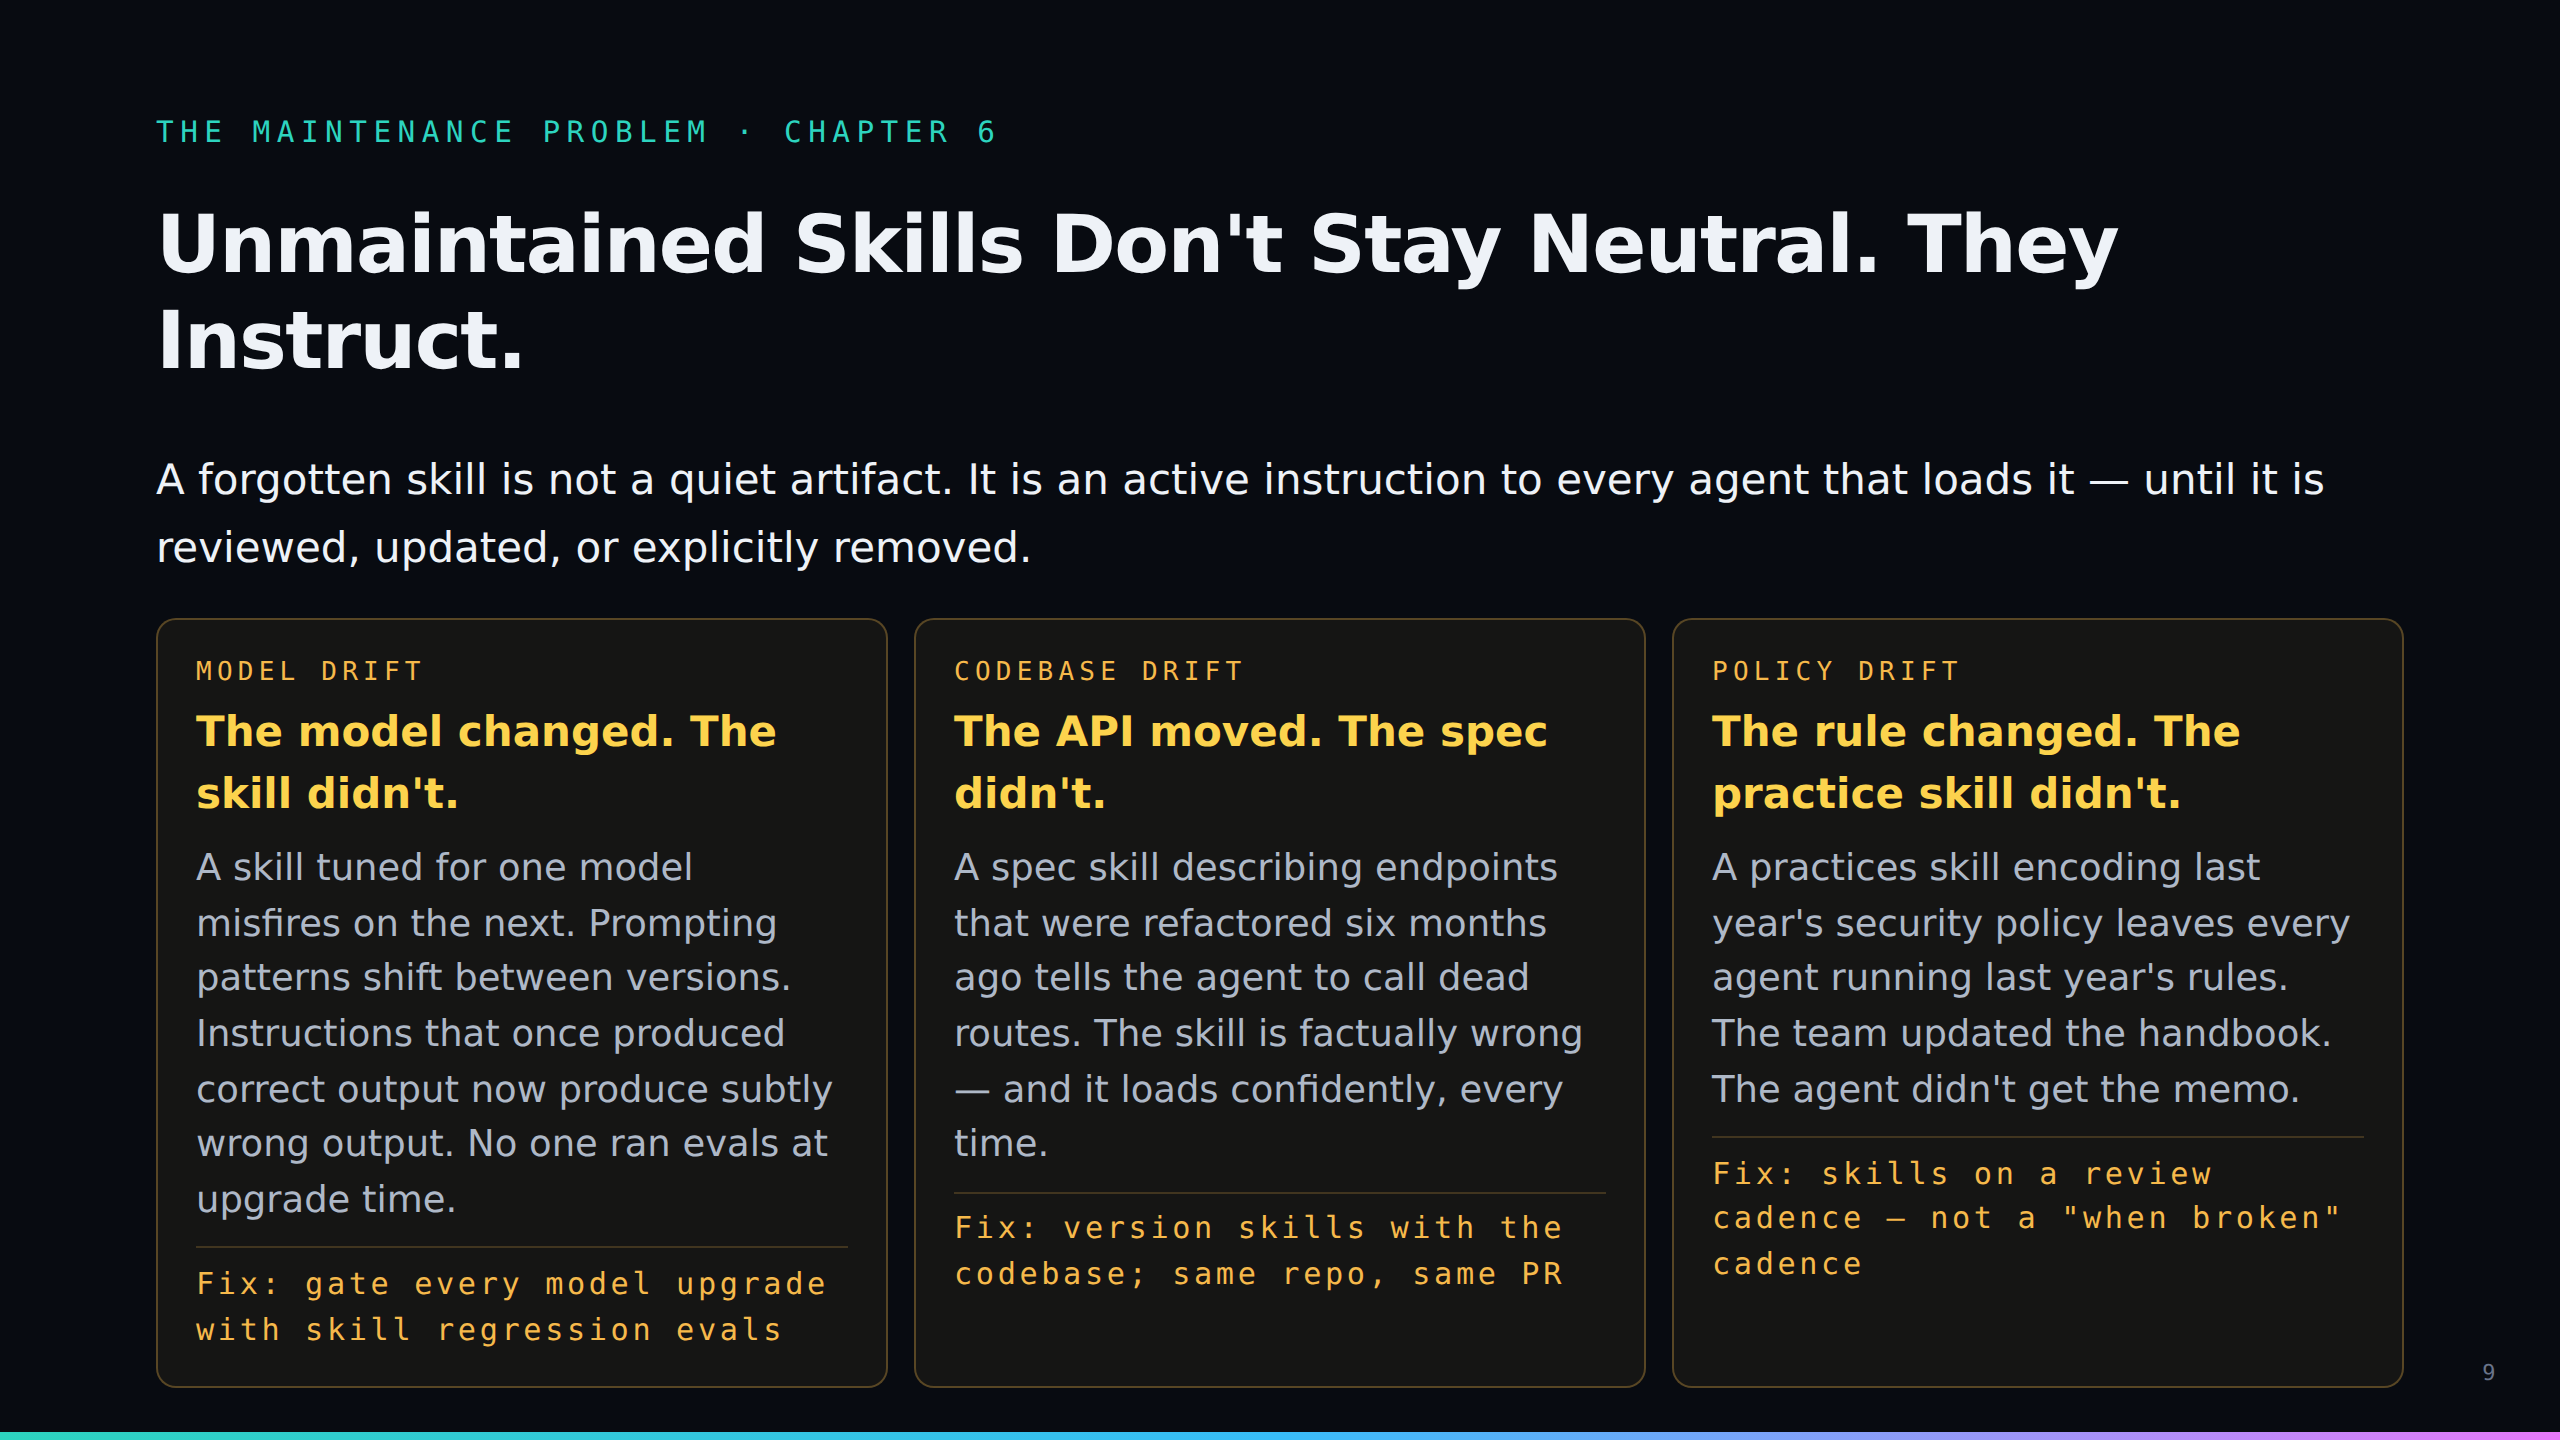 THE MAINTENANCE PROBLEM · CHAPTER 6
Unmaintained Skills Don't Stay Neutral. They
Instruct.
A forgotten skill is not a quiet artifact. It is an active instruction to every agent that loads it — until it is
reviewed, updated, or explicitly removed.
MODEL DRIFT
The model changed. The
skill didn't.
A skill tuned for one model
misfires on the next. Prompting
patterns shift between versions.
Instructions that once produced
correct output now produce subtly
wrong output. No one ran evals at
upgrade time.
Fix: gate every model upgrade
with skill regression evals
CODEBASE DRIFT
The API moved. The spec
didn't.
A spec skill describing endpoints
that were refactored six months
ago tells the agent to call dead
routes. The skill is factually wrong
— and it loads confidently, every
time.
Fix: version skills with the
codebase; same repo, same PR
POLICY DRIFT
The rule changed. The
practice skill didn't.
A practices skill encoding last
year's security policy leaves every
agent running last year's rules.
The team updated the handbook.
The agent didn't get the memo.
Fix: skills on a review
cadence — not a "when broken"
cadence
9